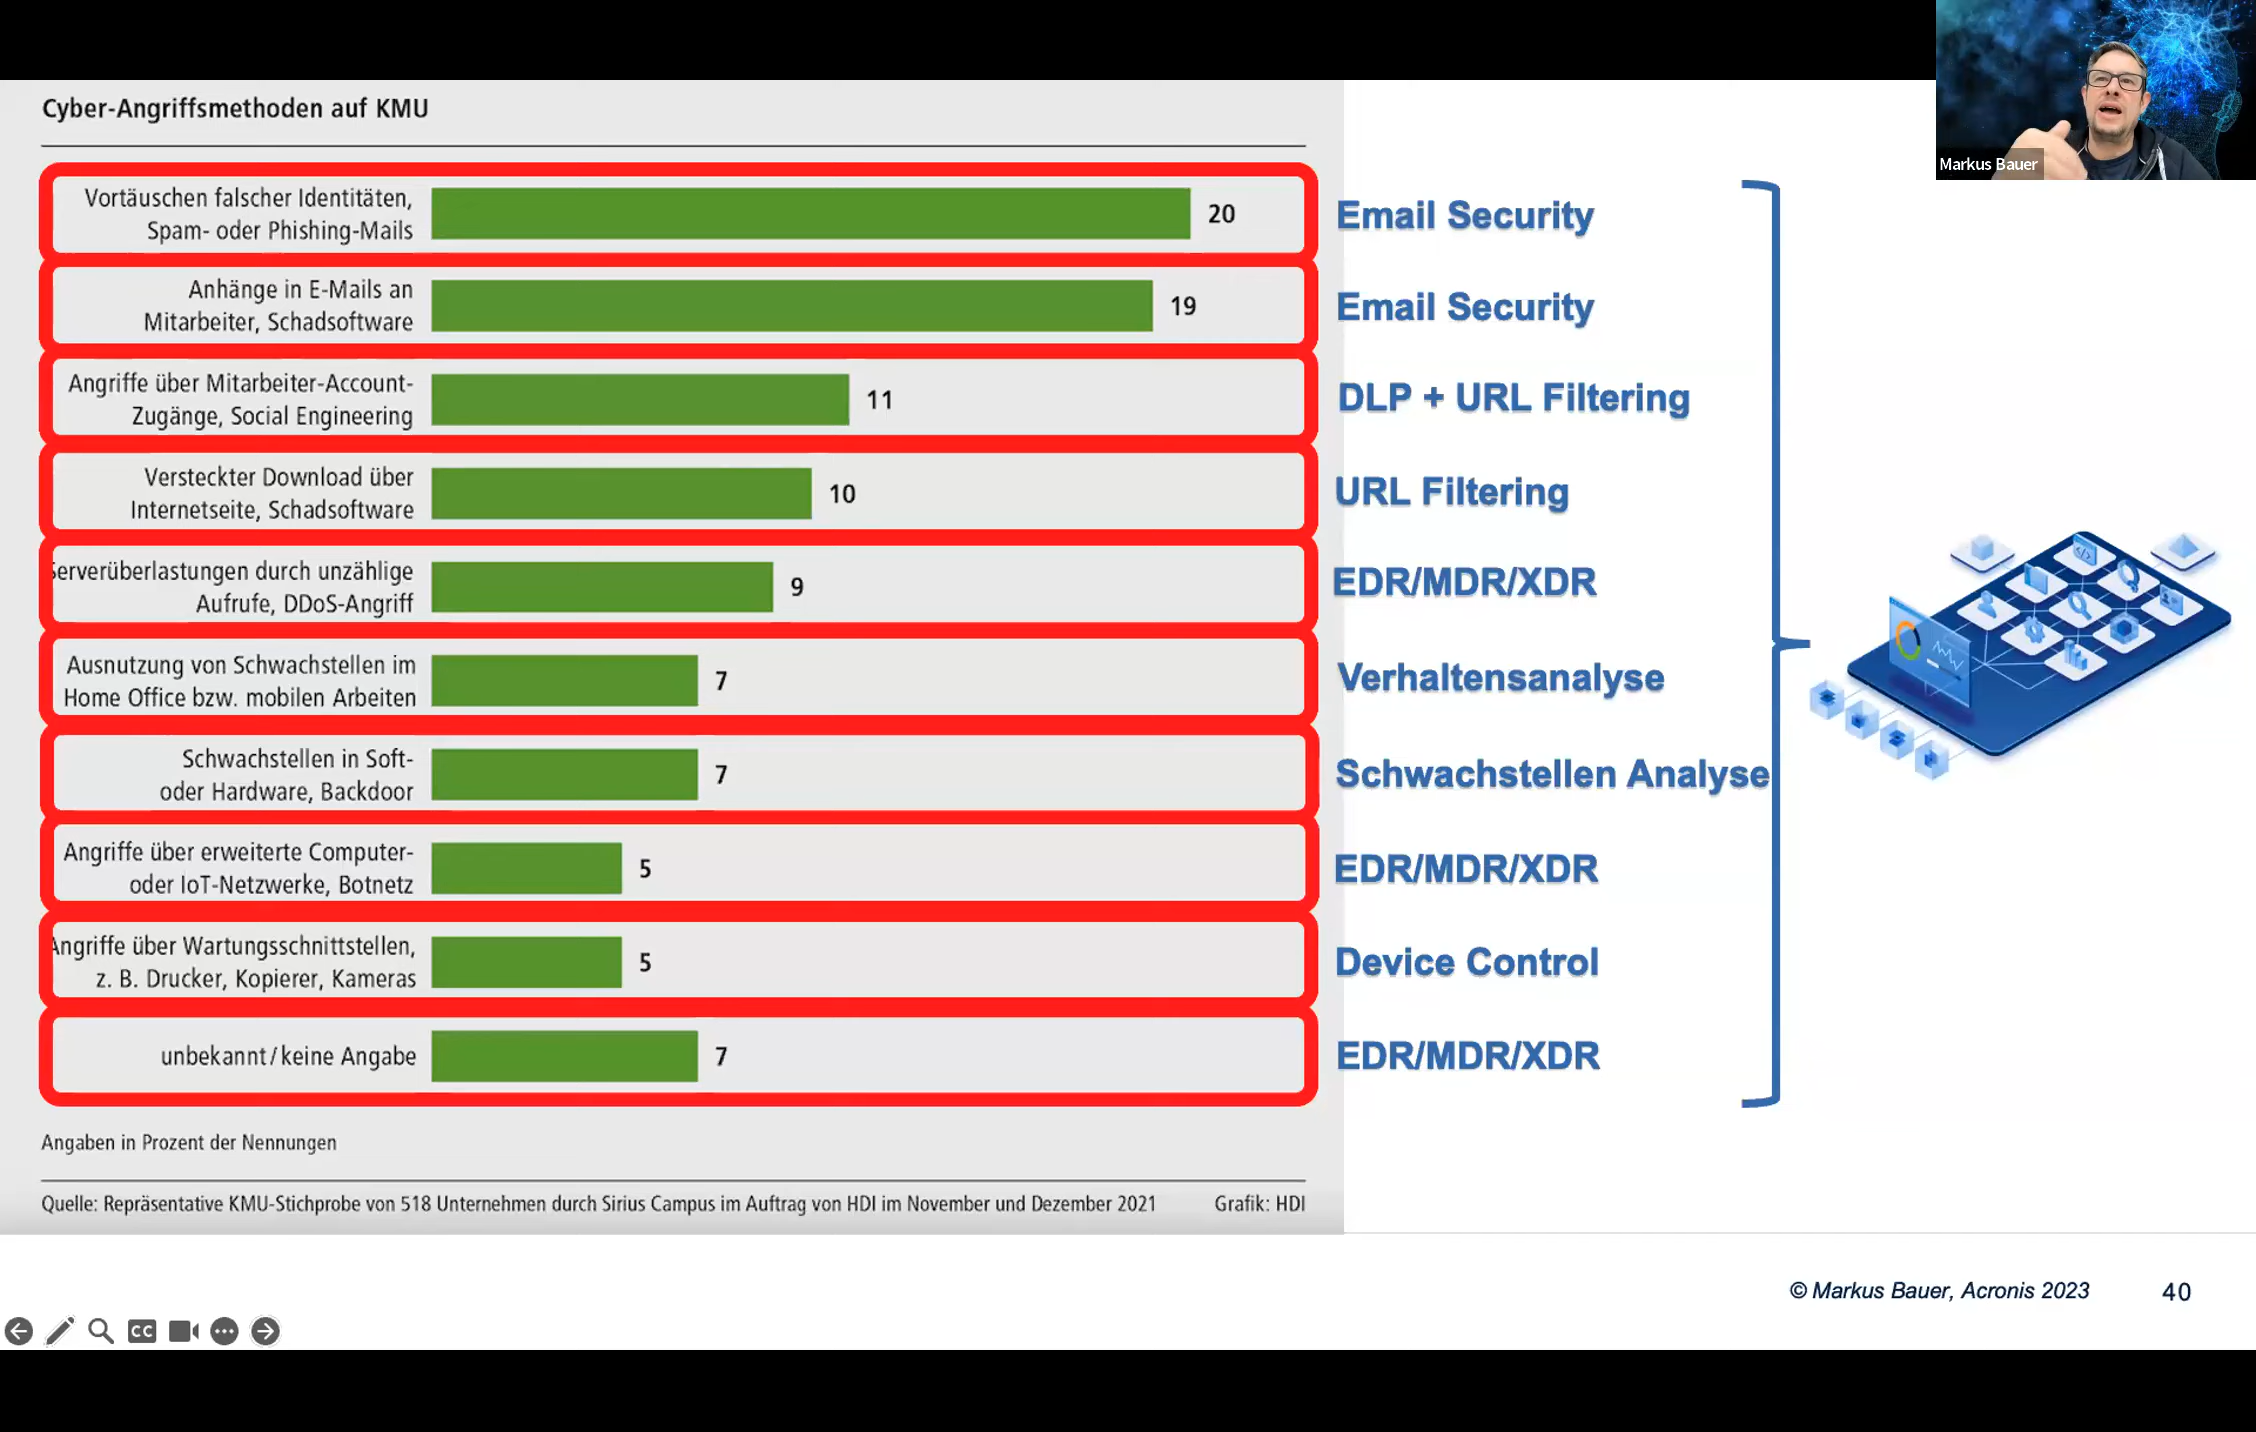 Markus Bauer
Cyber-Angriffsmethoden auf KMU
Vortäuschen falscher Identitäten,
Spam- oder Phishing-Mails
20
Email Security
Anhänge in E-Mails an
Mitarbeiter, Schadsoftware
19
Email Security
Angriffe über Mitarbeiter-Account-
Zugänge, Social Engineering
11
DLP + URL Filtering
Versteckter Download über
Internetseite, Schadsoftware
10
URL Filtering
Serverüberlastungen durch unzählige
Aufrufe, DDoS-Angriff
9
EDR/MDR/XDR
Ausnutzung von Schwachstellen im
Home Office bzw. mobilen Arbeiten
7
Verhaltensanalyse
Schwachstellen in Soft-
oder Hardware, Backdoor
7
Schwachstellen Analyse
Angriffe über erweiterte Computer-
oder IoT-Netzwerke, Botnetz
5
EDR/MDR/XDR
Angriffe über Wartungsschnittstellen,
z. B. Drucker, Kopierer, Kameras
5
Device Control
unbekannt/keine Angabe
7
EDR/MDR/XDR
Angaben in Prozent der Nennungen
Quelle: Repräsentative KMU-Stichprobe von 518 Unternehmen durch Sirius Campus im Auftrag von HDI im November und Dezember 2021
Grafik: HDI
© Markus Bauer, Acronis 2023
40
CC